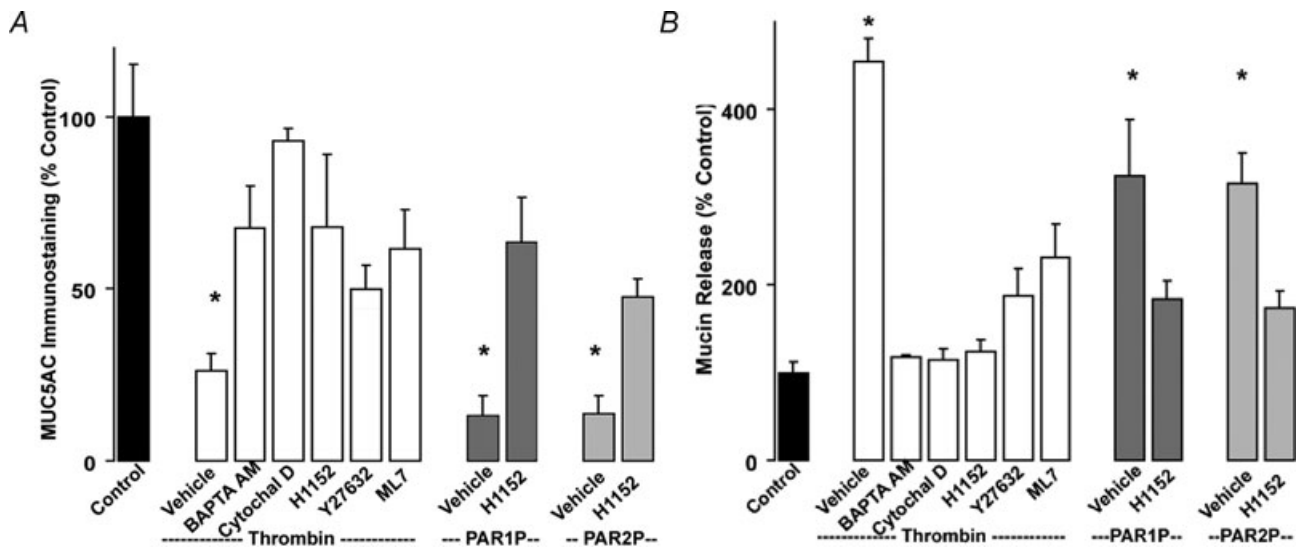 A
MUC5AC Immunostaining (% Control)
100
50
0
*
*
*
Control
Vehicle
BAPTA AM
Cytochal D
H1152
Y27632
ML7
Vehicle
H1152
Vehicle
H1152
------------ Thrombin ------------
--- PAR1P--
-- PAR2P--
B
Mucin Release (% Control)
400
200
0
*
*
*
Control
Vehicle
BAPTA AM
Cytochal D
H1152
Y27632
ML7
Vehicle
H1152
Vehicle
H1152
------------ Thrombin ------------
---PAR1P--
--PAR2P--